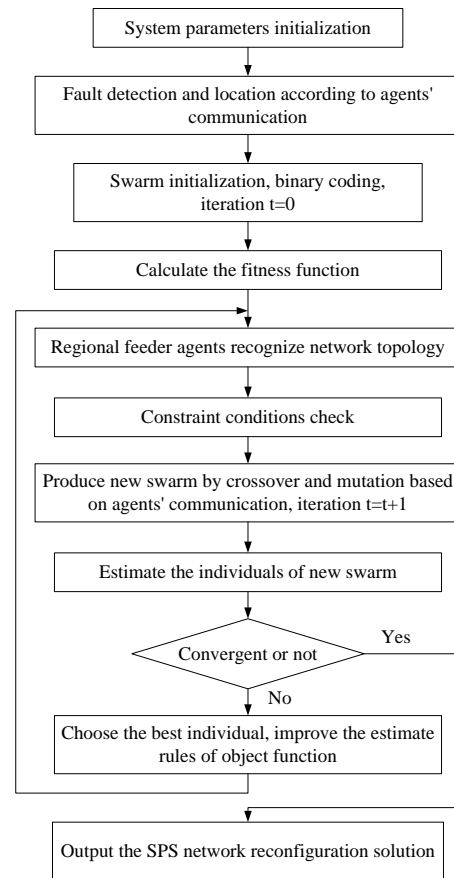 System parameters initialization
Fault detection and location according to agents'
communication
Swarm initialization, binary coding,
iteration t=0
Calculate the fitness function
Regional feeder agents recognize network topology
Constraint conditions check
Produce new swarm by crossover and mutation based
on agents' communication, iteration t=t+1
Estimate the individuals of new swarm
Convergent or not
Yes
No
Choose the best individual, improve the estimate
rules of object function
Output the SPS network reconfiguration solution